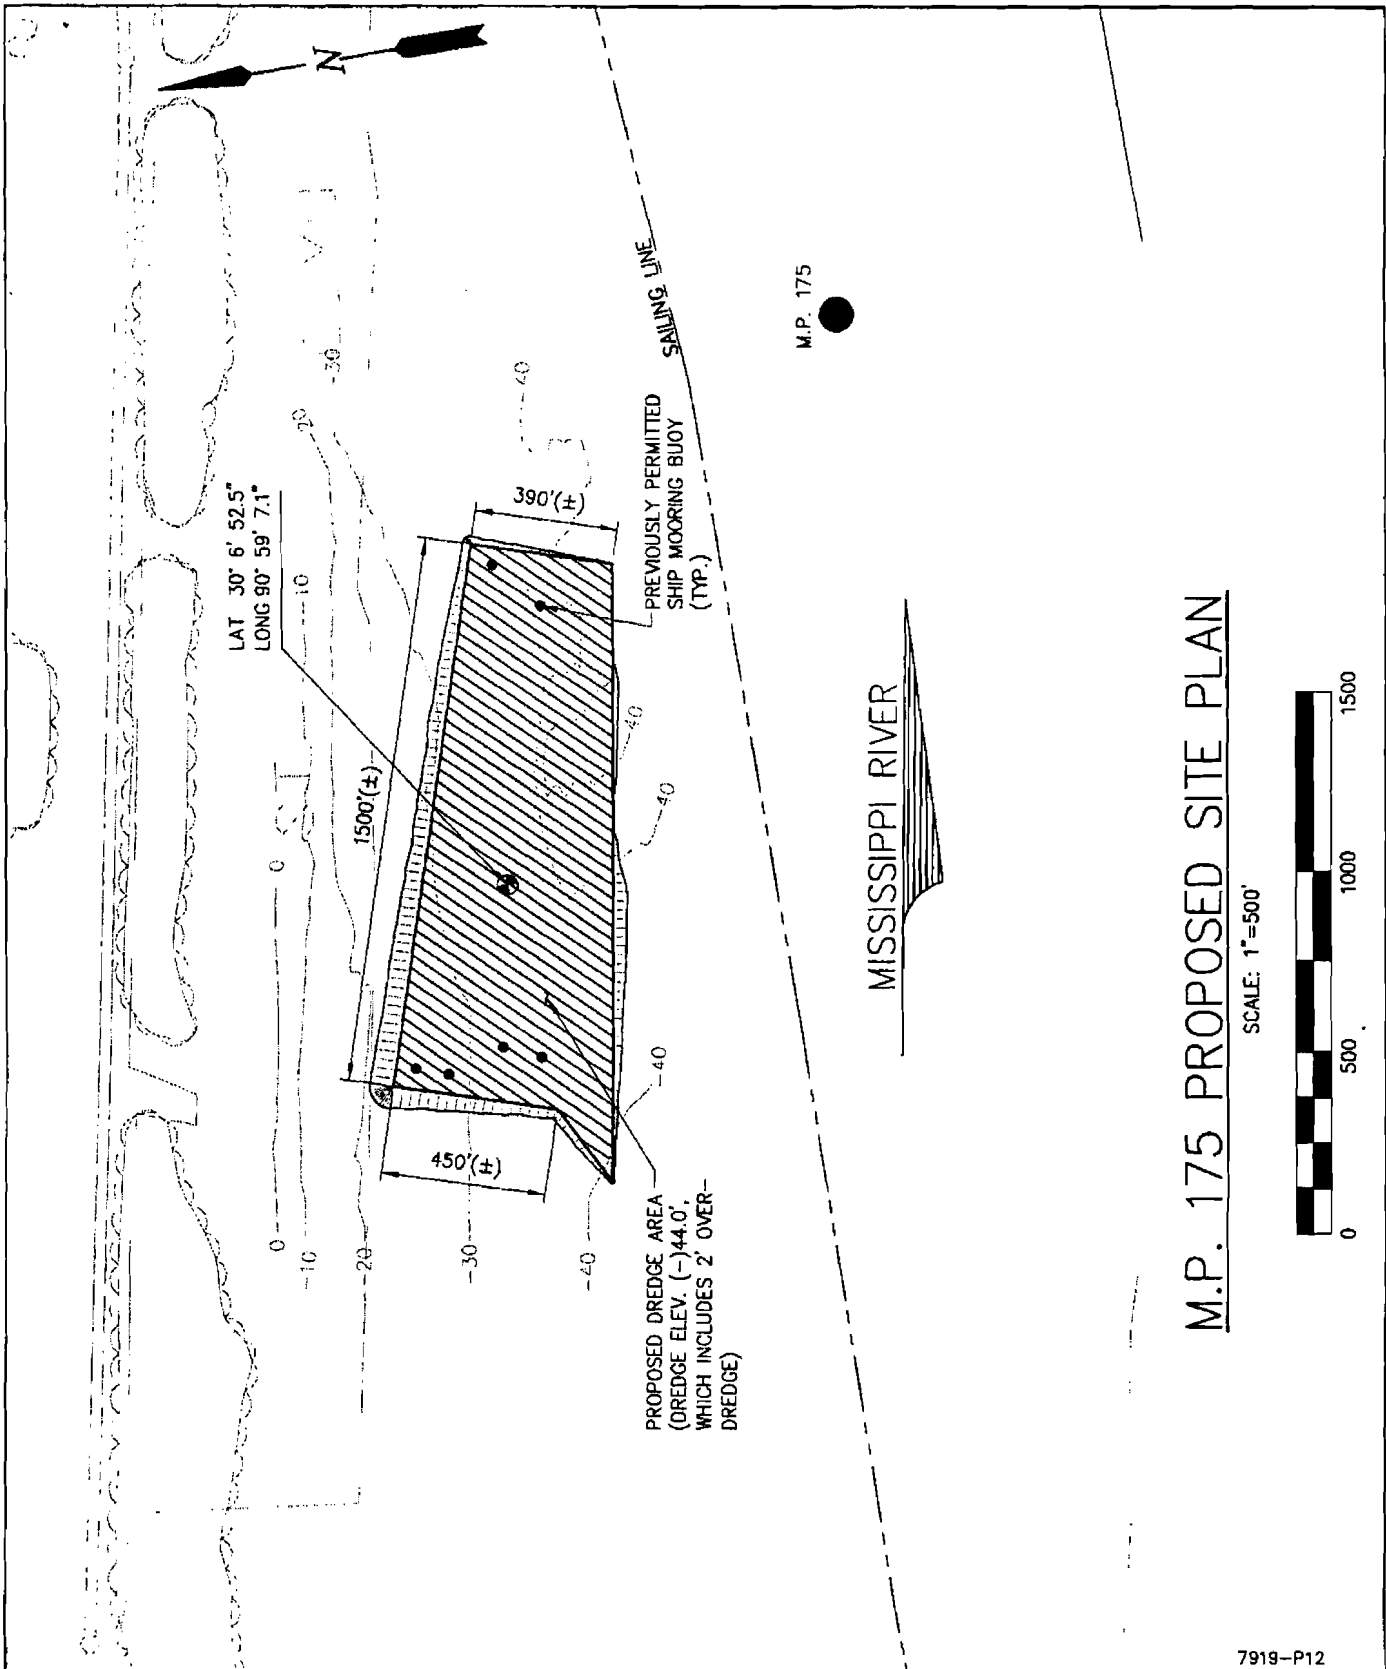 N
LAT 30° 6' 52.5"
LONG 90° 59' 7.1"
0
-10
-20
-30
-40
0
10
20
-30
-40
-40
-40
-40
1500'(±)
390'(±)
450'(±)
PREVIOUSLY PERMITTED
SHIP MOORING BUOY
(TYP.)
PROPOSED DREDGE AREA
(DREDGE ELEV. (-)44.0',
WHICH INCLUDES 2' OVER-
DREDGE)
SAILING LINE
M.P. 175
MISSISSIPPI RIVER
M.P. 175 PROPOSED SITE PLAN
SCALE: 1"=500'
0 500 1000 1500
7919-P12